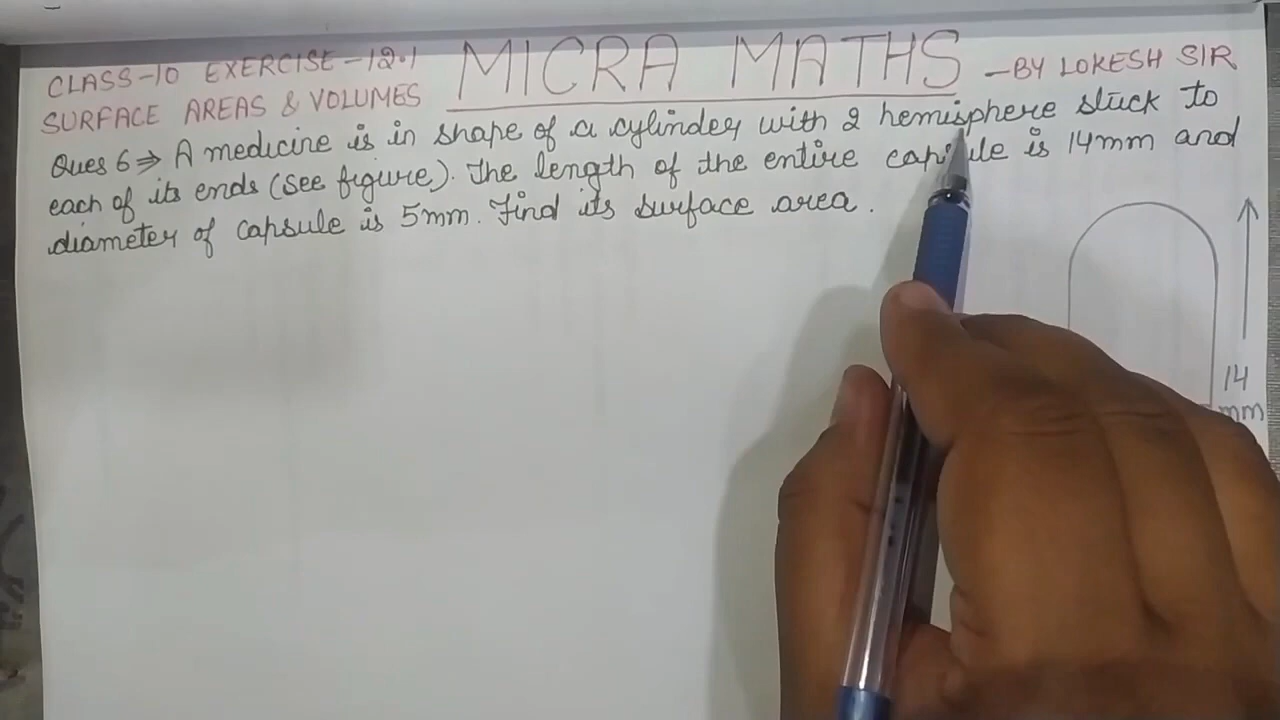 CLASS-10 EXERCISE-12.1 MICRA MATHS -BY LOKESH SIR
SURFACE AREAS & VOLUMES
Ques 6⇒ A medicine is in shape of a cylinder with 2 hemisphere stuck to
each of its ends (see figure). The length of the entire capsule is 14mm and
diameter of capsule is 5mm. Find its surface area.
14
mm